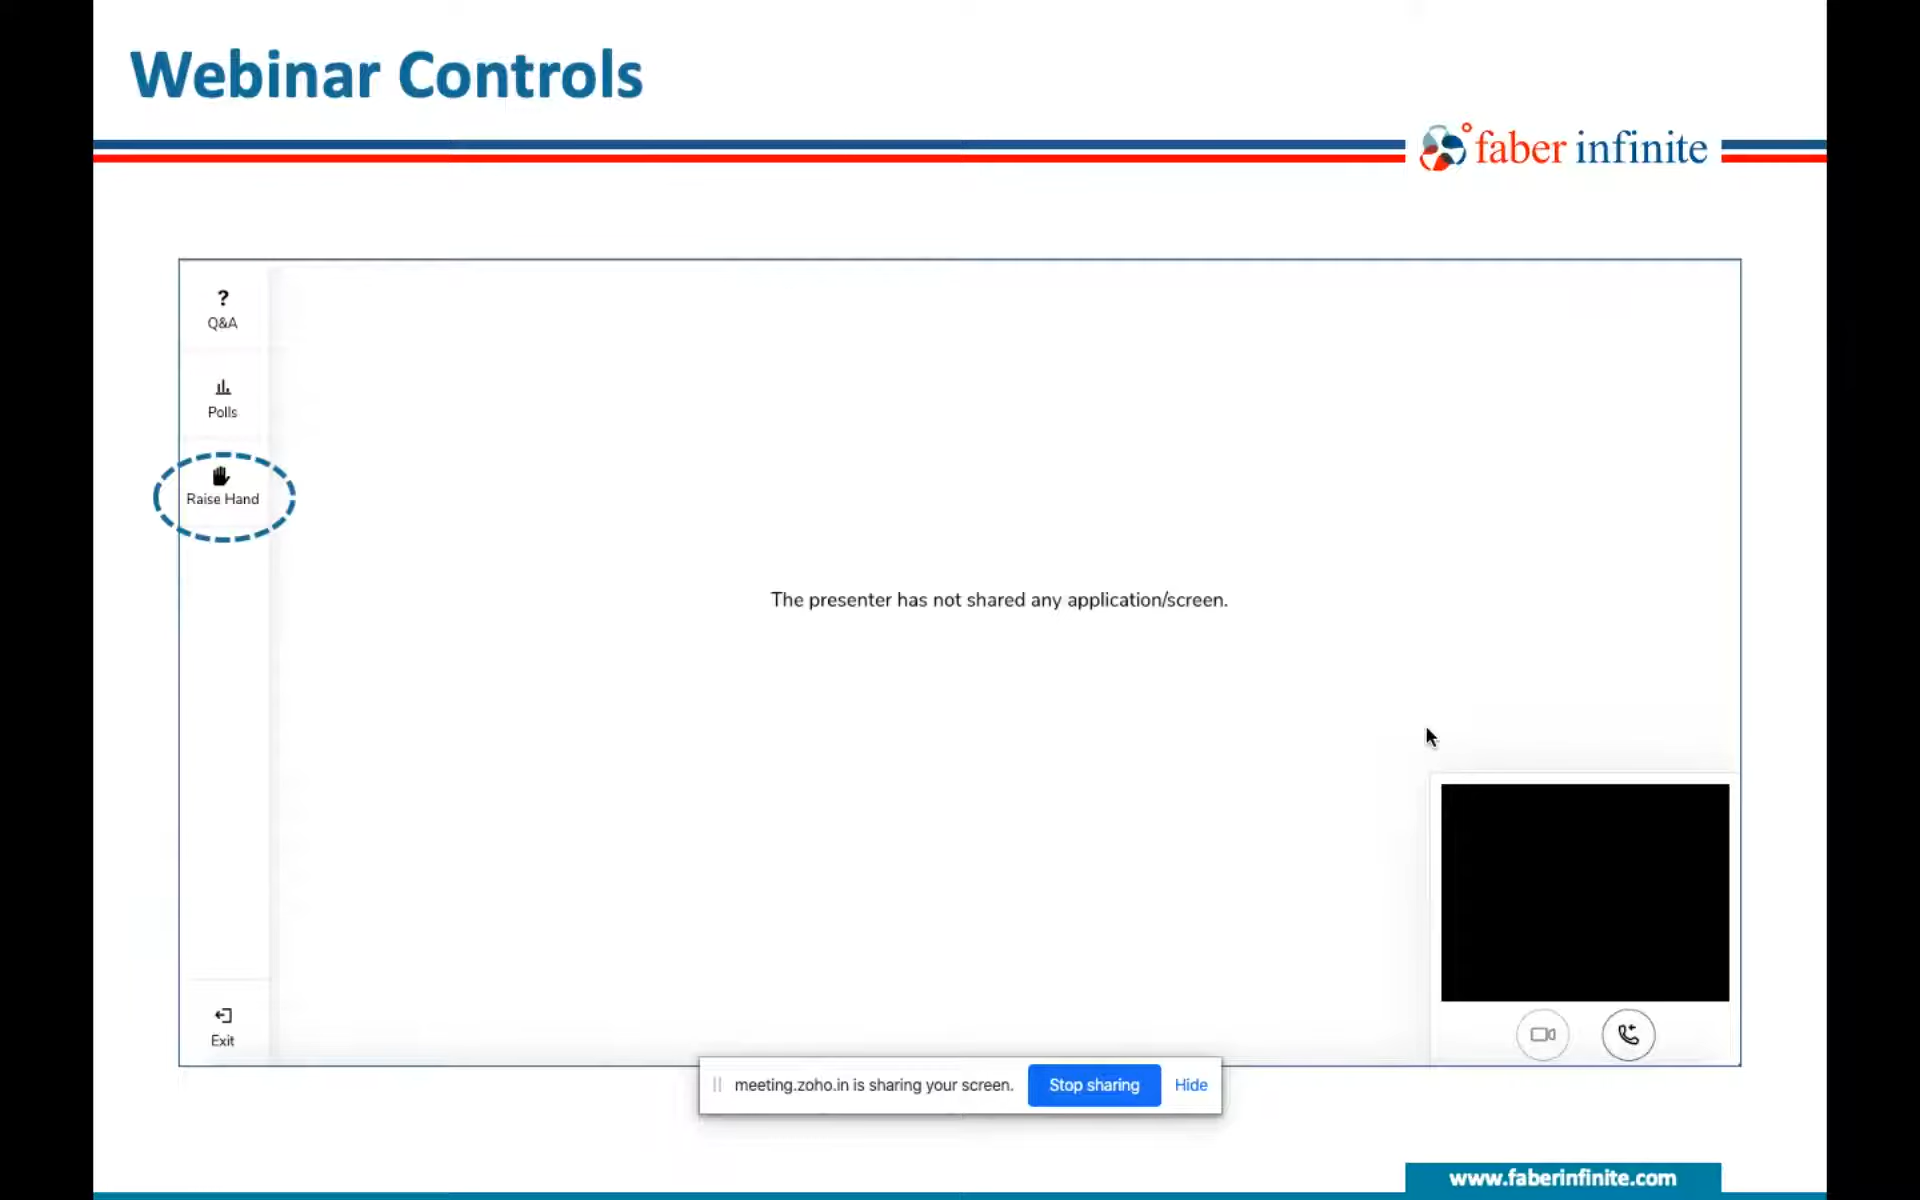 Webinar Controls
faber infinite
?
Q&A
Polls
Raise Hand
The presenter has not shared any application/screen.
Exit
meeting.zoho.in is sharing your screen.
Stop sharing
Hide
www.faberinfinite.com